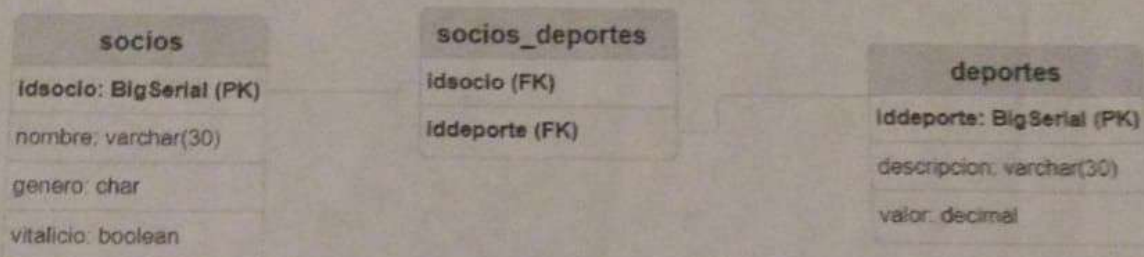 socios
idsocio: BigSerial (PK)
nombre: varchar(30)
genero: char
vitalicio: boolean
socios_deportes
idsocio (FK)
iddeporte (FK)
deportes
iddeporte: BigSerial (PK)
descripcion: varchar(30)
valor: decimal